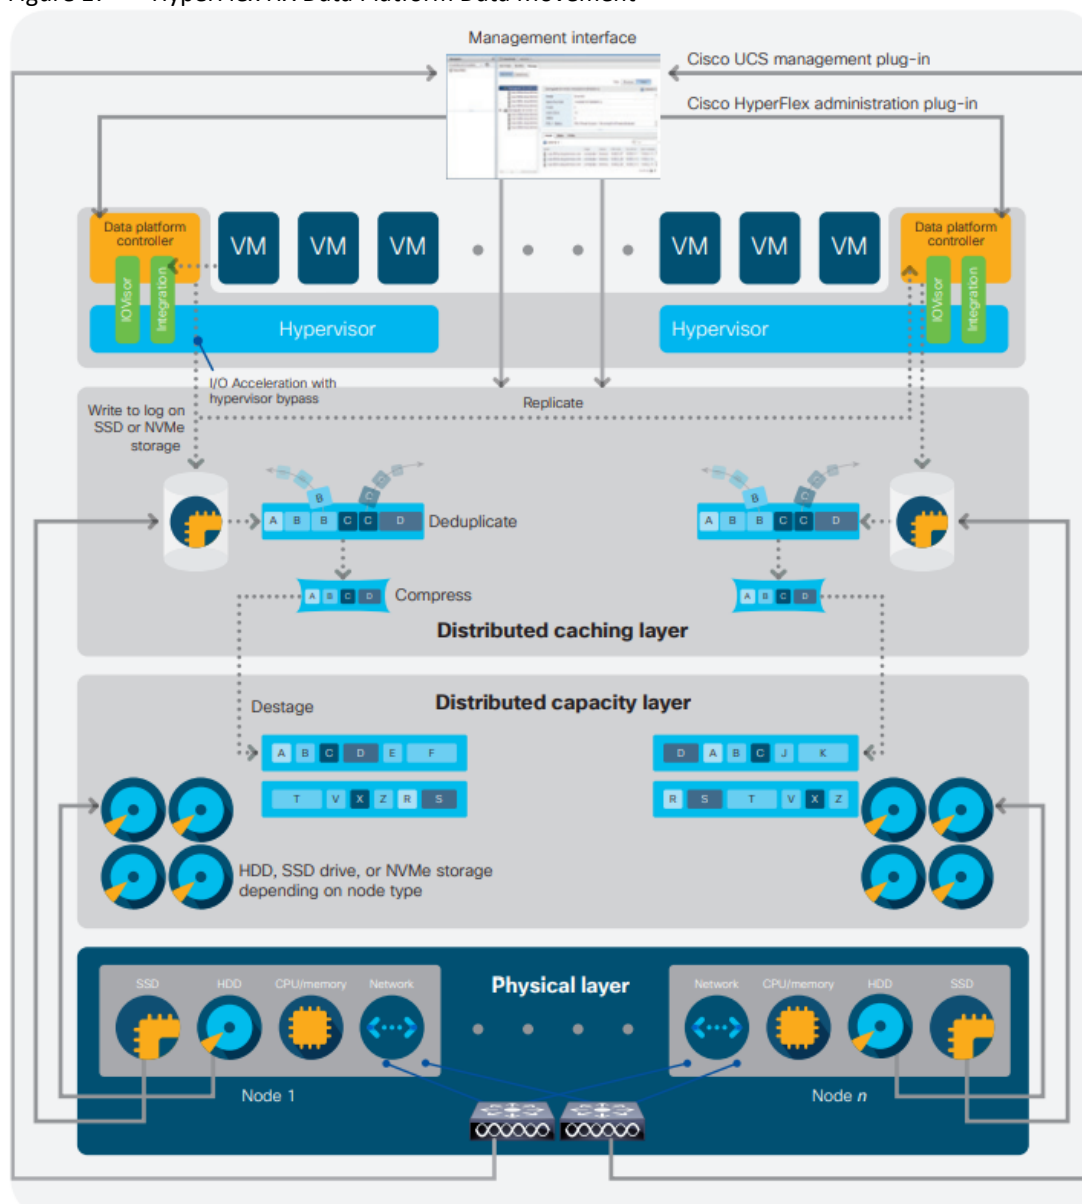 Management interface
Cisco UCS management plug-in
Cisco HyperFlex administration plug-in
Data platform
controller
VM
VM
VM
VM
VM
VM
Data platform
controller
IOVisor
Integration
IOVisor
Integration
Hypervisor
Hypervisor
I/O Acceleration with
hypervisor bypass
Replicate
Write to log on
SSD or NVMe
storage
B
C
B
C
A B B C C D
Deduplicate
A B B C C D
A B C D
Compress
A B C D
Distributed caching layer
Distributed capacity layer
Destage
A B C D E F
D A B C J K
T V X Z R S
R S T V X Z
HDD, SSD drive, or NVMe storage
depending on node type
Physical layer
SSD HDD CPU/memory Network
Network CPU/memory HDD SSD
Node 1
Node n